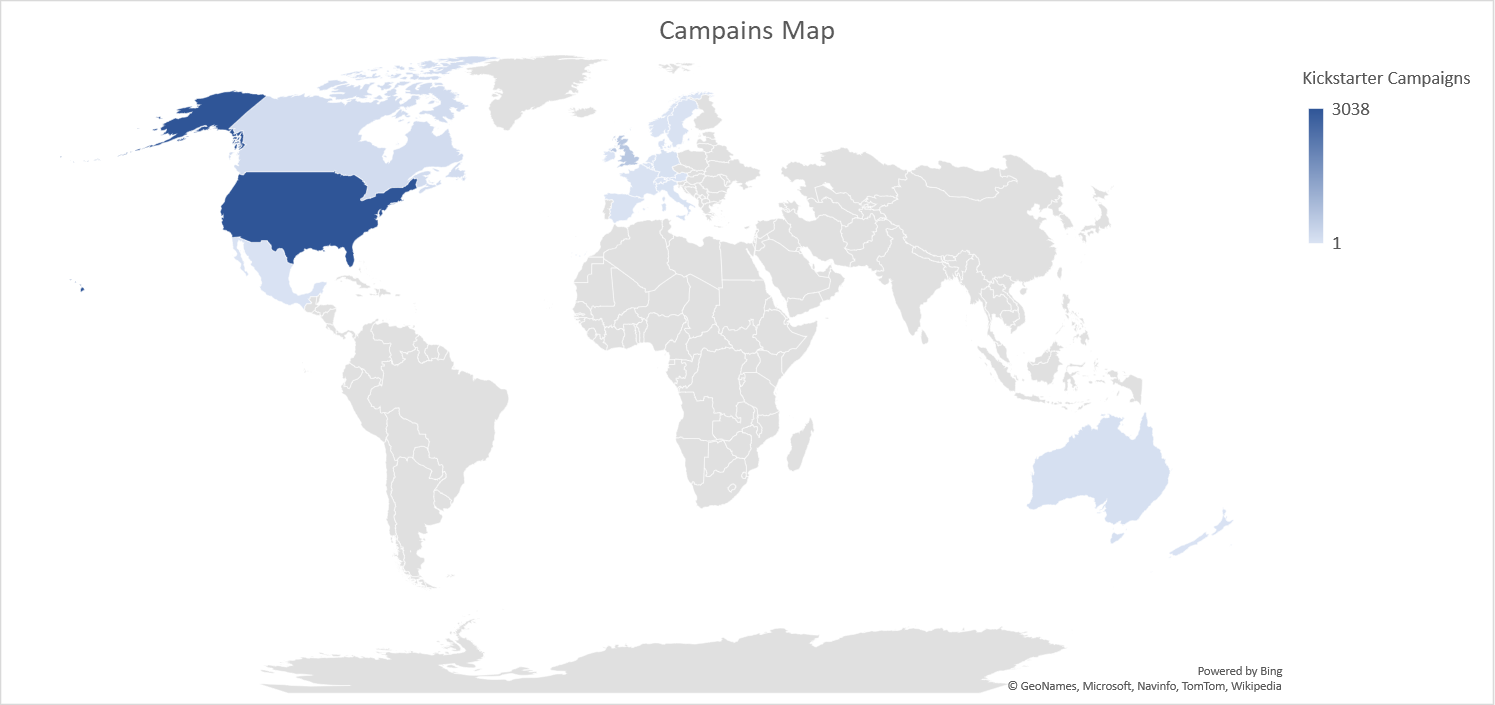 Campains Map
Kickstarter Campaigns
3038
1
Powered by Bing
© GeoNames, Microsoft, Navinfo, TomTom, Wikipedia